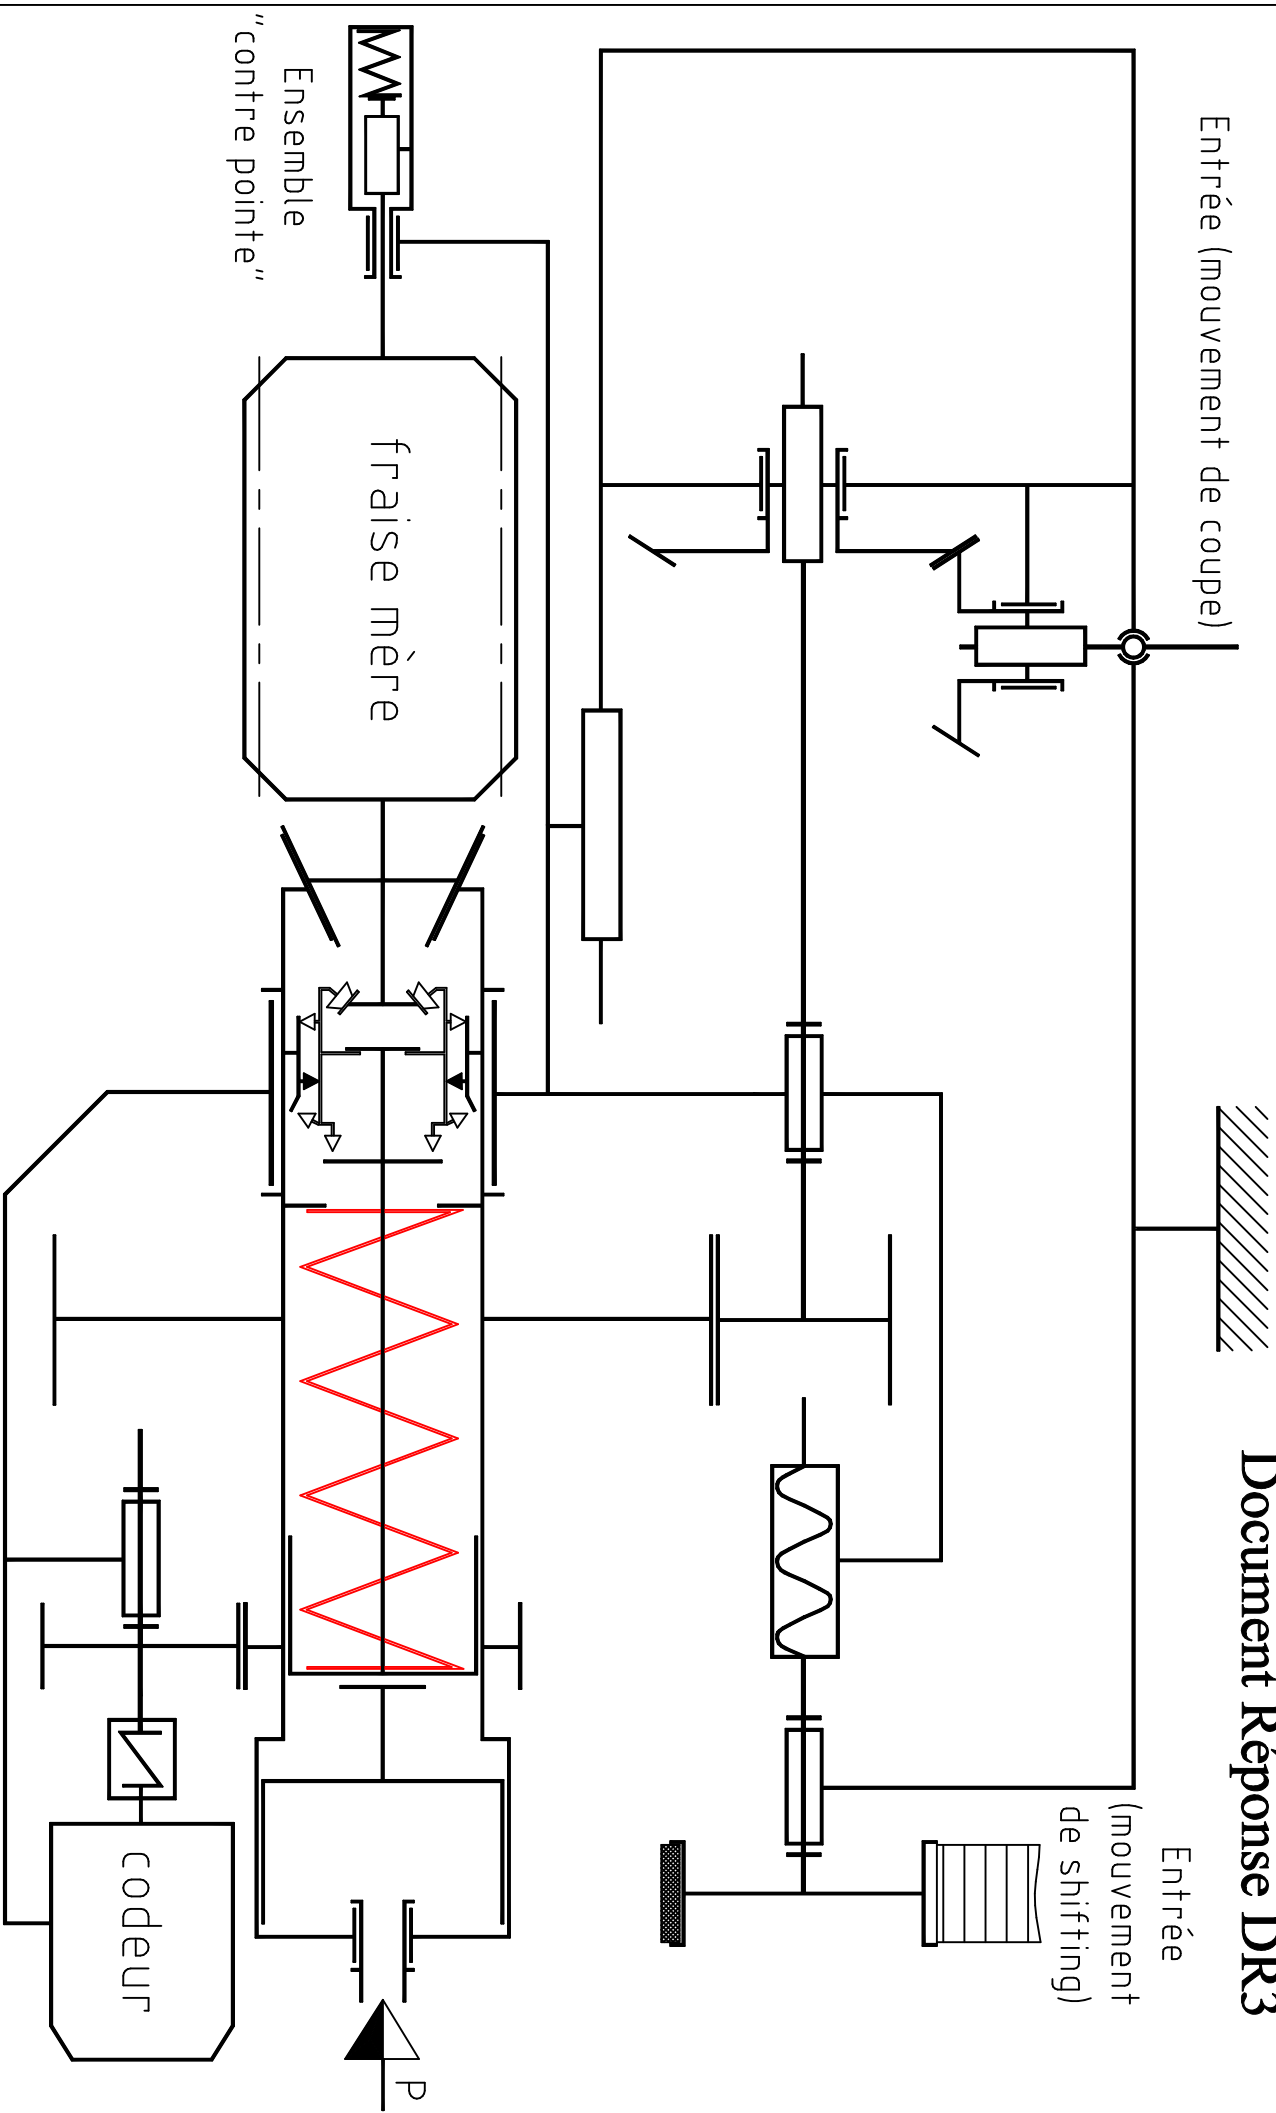 Document Réponse DR3
Entrée (mouvement de coupe)
Entrée
(mouvement
de shifting)
fraise mère
Ensemble
"contre pointe"
codeur
P